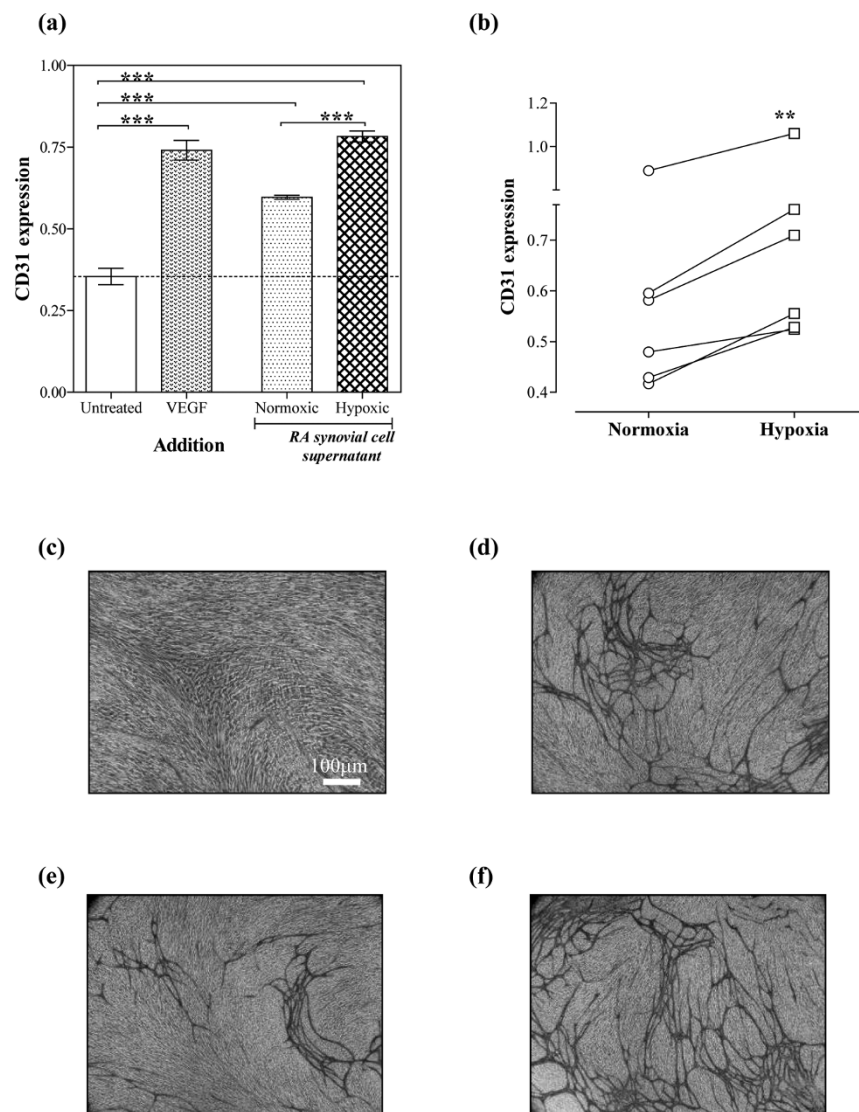 (a)
1.00
0.75
0.50
0.25
0.00
CD31 expression
***
***
***
***
Untreated
VEGF
Normoxic
Hypoxic
Addition
RA synovial cell
supernatant
(b)
1.2
1.0
0.7
0.6
0.5
0.4
CD31 expression
**
Normoxia
Hypoxia
(c)
100µm
(d)
(e)
(f)